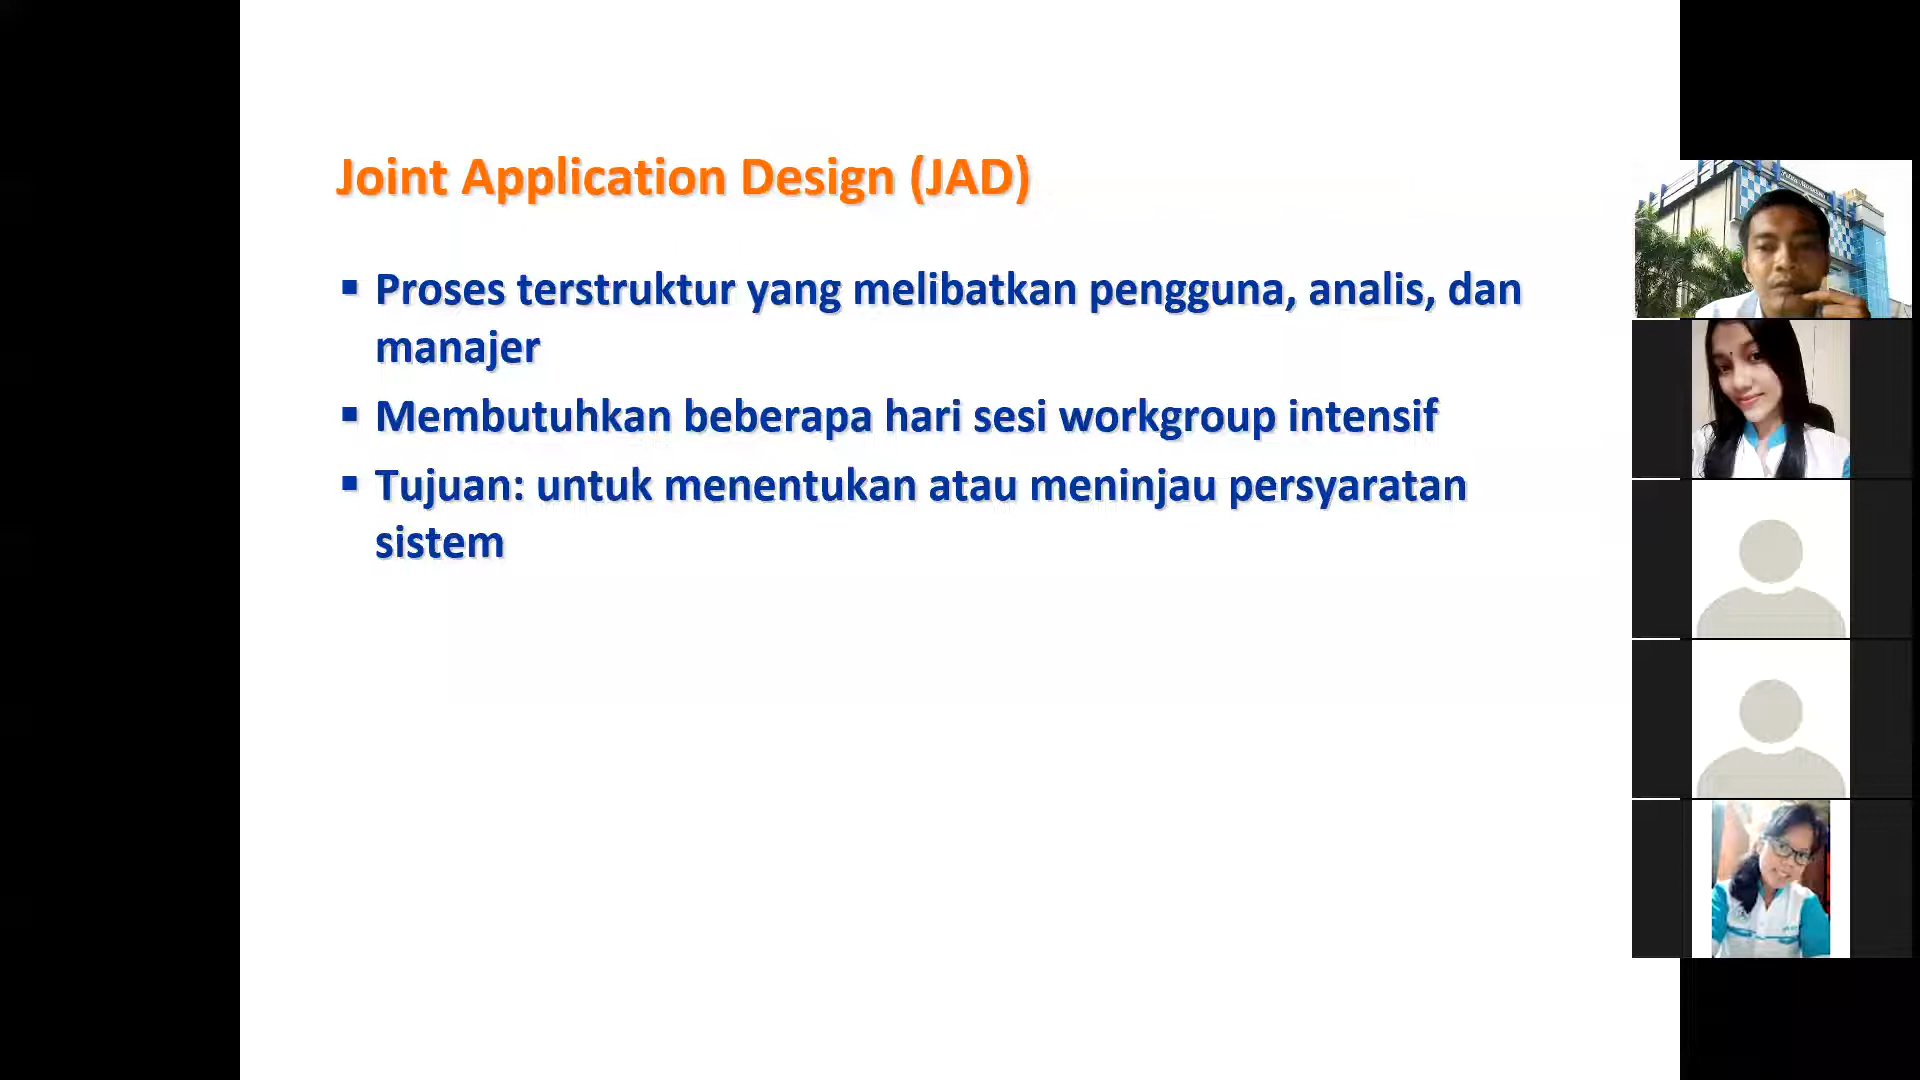 Joint Application Design (JAD)
▪ Proses terstruktur yang melibatkan pengguna, analis, dan
manajer
▪ Membutuhkan beberapa hari sesi workgroup intensif
▪ Tujuan: untuk menentukan atau meninjau persyaratan
sistem